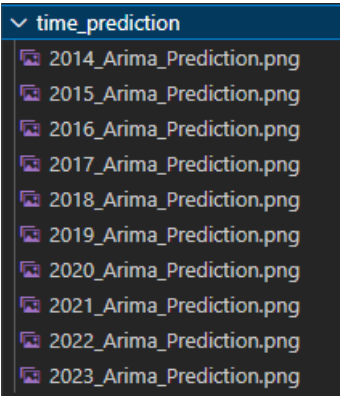 time_prediction
2014_Arima_Prediction.png
2015_Arima_Prediction.png
2016_Arima_Prediction.png
2017_Arima_Prediction.png
2018_Arima_Prediction.png
2019_Arima_Prediction.png
2020_Arima_Prediction.png
2021_Arima_Prediction.png
2022_Arima_Prediction.png
2023_Arima_Prediction.png